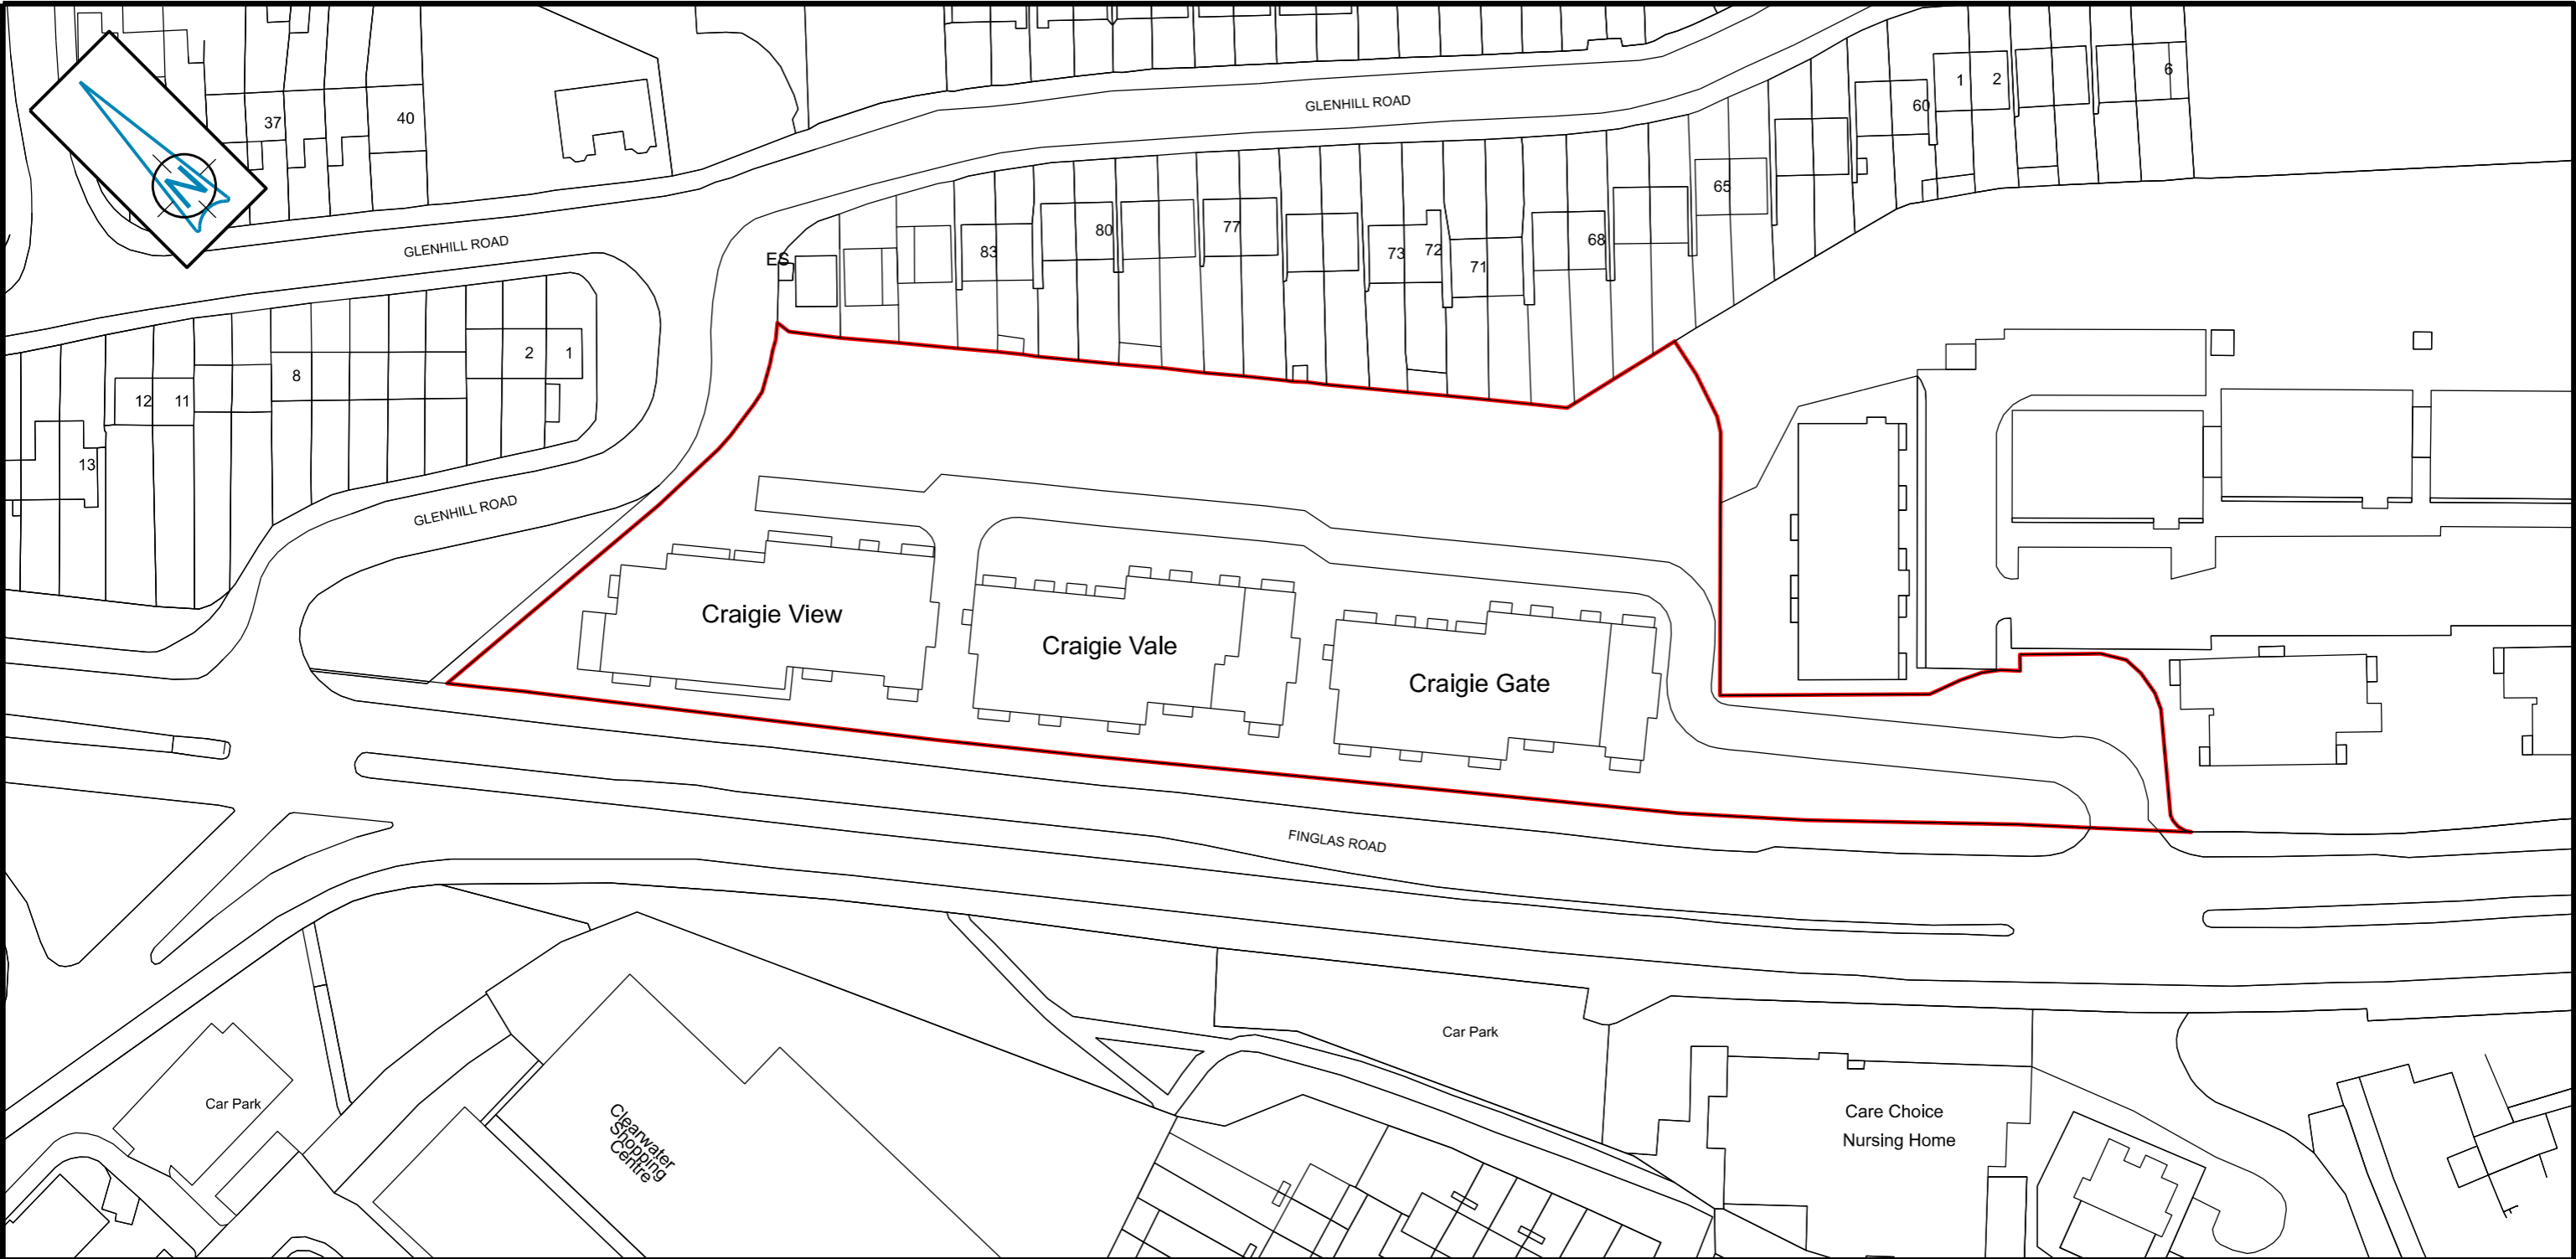 37
40
GLENHILL ROAD
60
1
2
6
N
GLENHILL ROAD
ES
83
80
77
73
72
71
68
65
2
1
8
12
11
13
GLENHILL ROAD
Craigie View
Craigie Vale
Craigie Gate
FINGLAS ROAD
Car Park
Car Park
Clearwater
Shopping
Centre
Care Choice
Nursing Home